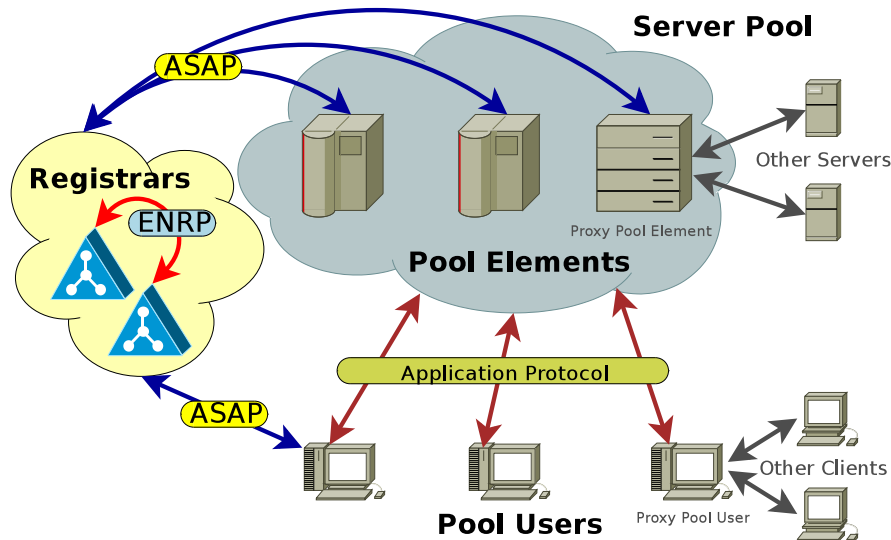 Server Pool
ASAP
Other Servers
Registrars
ENRP
Proxy Pool Element
Pool Elements
Application Protocol
ASAP
Other Clients
Proxy Pool User
Pool Users